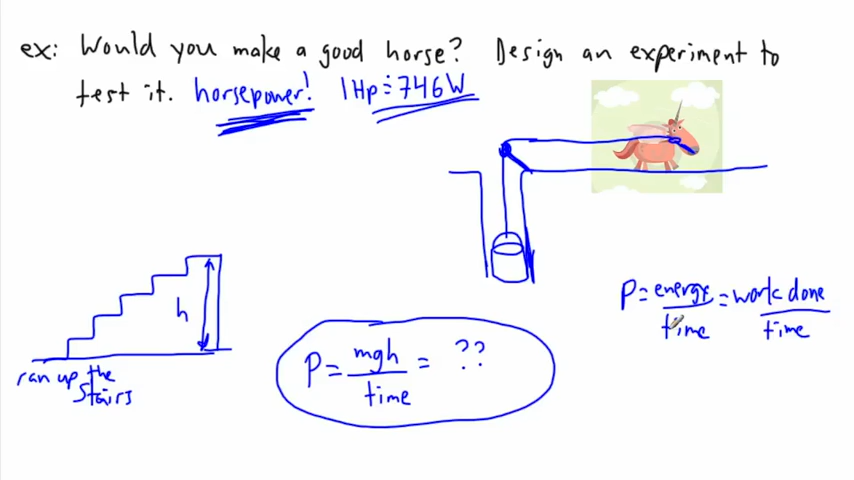 ex: Would you make a good horse? Design an experiment to
test it. horsepower! 1Hp = 746W
P = energy/time = work done/time
h
ran up the
stairs
P = mgh/time = ??